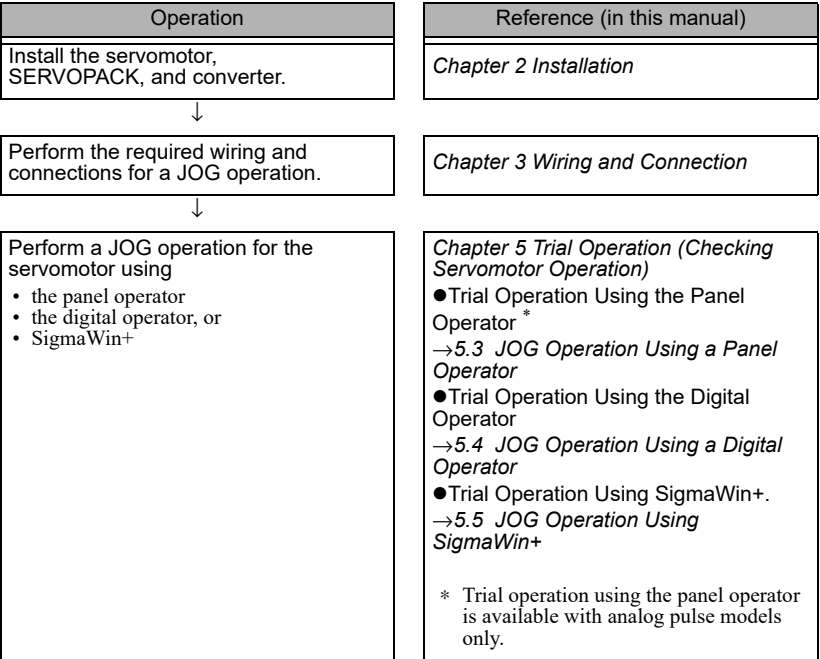 Operation
Reference (in this manual)
Install the servomotor,
SERVOPACK, and converter.
Chapter 2 Installation
↓
Perform the required wiring and
connections for a JOG operation.
Chapter 3 Wiring and Connection
↓
Perform a JOG operation for the
servomotor using
• the panel operator
• the digital operator, or
• SigmaWin+
Chapter 5 Trial Operation (Checking
Servomotor Operation)
●Trial Operation Using the Panel
Operator *
→5.3 JOG Operation Using a Panel
Operator
●Trial Operation Using the Digital
Operator
→5.4 JOG Operation Using a Digital
Operator
●Trial Operation Using SigmaWin+.
→5.5 JOG Operation Using
SigmaWin+
* Trial operation using the panel operator
is available with analog pulse models
only.